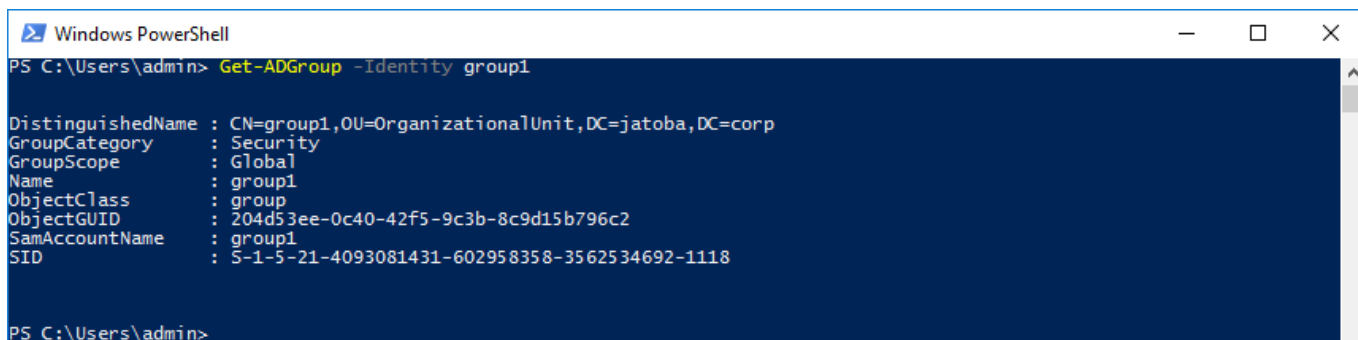 Windows PowerShell
PS C:\Users\admin> Get-ADGroup -Identity group1
DistinguishedName : CN=group1,OU=OrganizationalUnit,DC=jatoba,DC=corp
GroupCategory     : Security
GroupScope        : Global
Name              : group1
ObjectClass       : group
ObjectGUID        : 204d53ee-0c40-42f5-9c3b-8c9d15b796c2
SamAccountName    : group1
SID               : S-1-5-21-4093081431-602958358-3562534692-1118
PS C:\Users\admin>